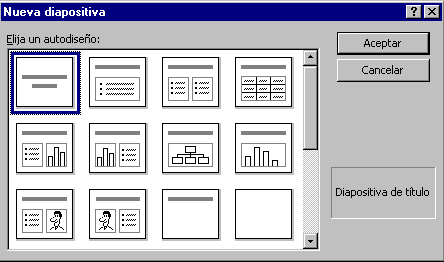 Nueva diapositiva
Elija un autodiseño:
Aceptar
Cancelar
Diapositiva de título